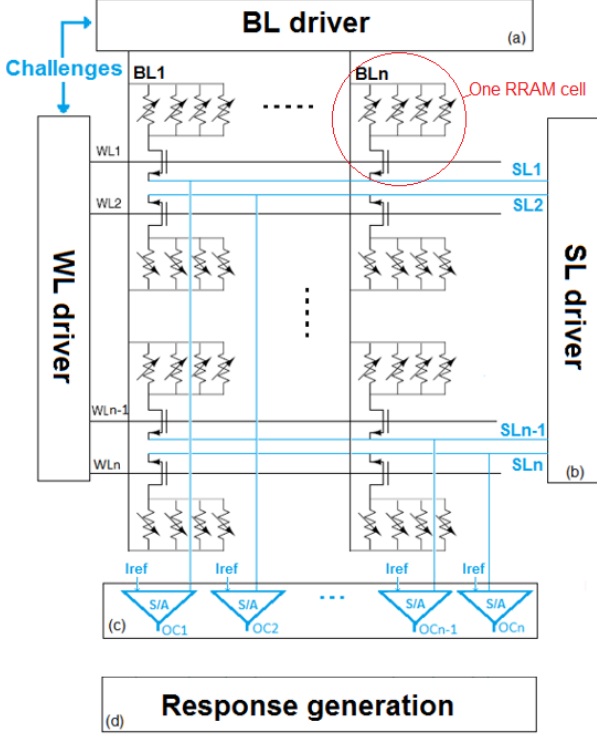 BL driver
(a)
Challenges
BL1
BLn
One RRAM cell
WL1
SL1
WL2
SL2
WL driver
SL driver
WLn-1
SLn-1
WLn
SLn
(b)
Iref
Iref
Iref
Iref
S/A
S/A
...
S/A
S/A
(c)
OC1
OC2
OCn-1
OCn
Response generation
(d)